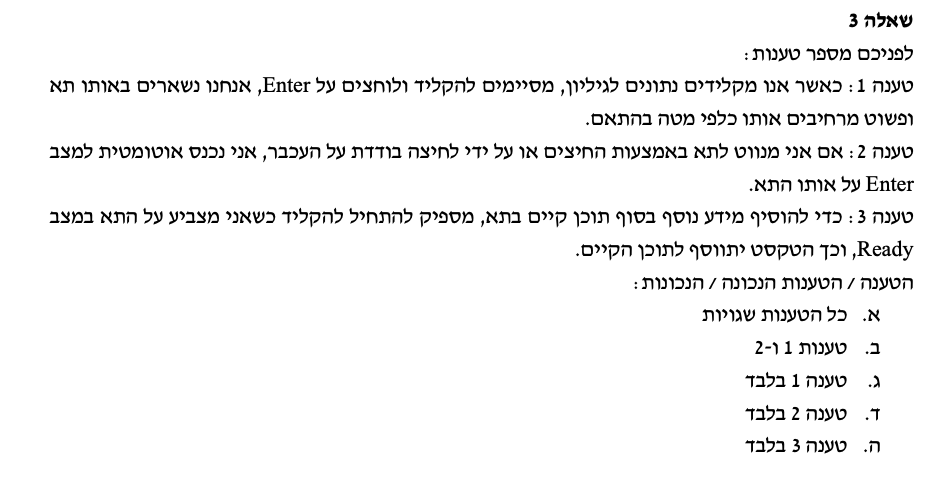 שאלה 3
לפניכם מספר טענות:
טענה 1: כאשר אנו מקלידים נתונים לגיליון, מסיימים להקליד ולוחצים על Enter, אנחנו נשארים באותו תא
ופשוט מרחיבים אותו כלפי מטה בהתאם.
טענה 2: אם אני מנווט לתא באמצעות החיצים או על ידי לחיצה בודדת על העכבר, אני נכנס אוטומטית למצב
Enter על אותו התא.
טענה 3: כדי להוסיף מידע נוסף בסוף תוכן קיים בתא, מספיק להתחיל להקליד כשאני מצביע על התא במצב
Ready, וכך הטקסט יתווסף לתוכן הקיים.
הטענה / הטענות הנכונה / הנכונות:
א. כל הטענות שגויות
ב. טענות 1 ו-2
ג. טענה 1 בלבד
ד. טענה 2 בלבד
ה. טענה 3 בלבד